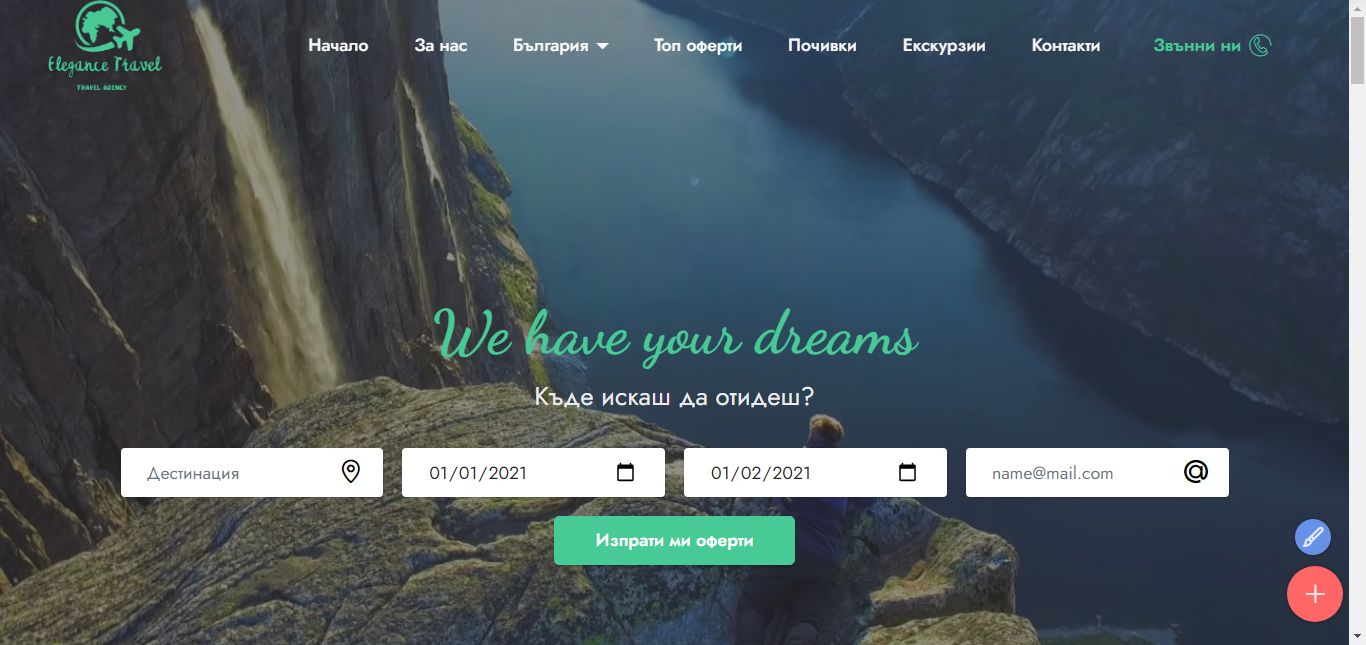 Elegance Travel
TRAVEL AGENCY
Начало За нас България Топ оферти Почивки Екскурзии Контакти Звънни ни
We have your dreams
Къде искаш да отидеш?
Дестинация 01/01/2021 01/02/2021 name@mail.com
Изпрати ми оферти